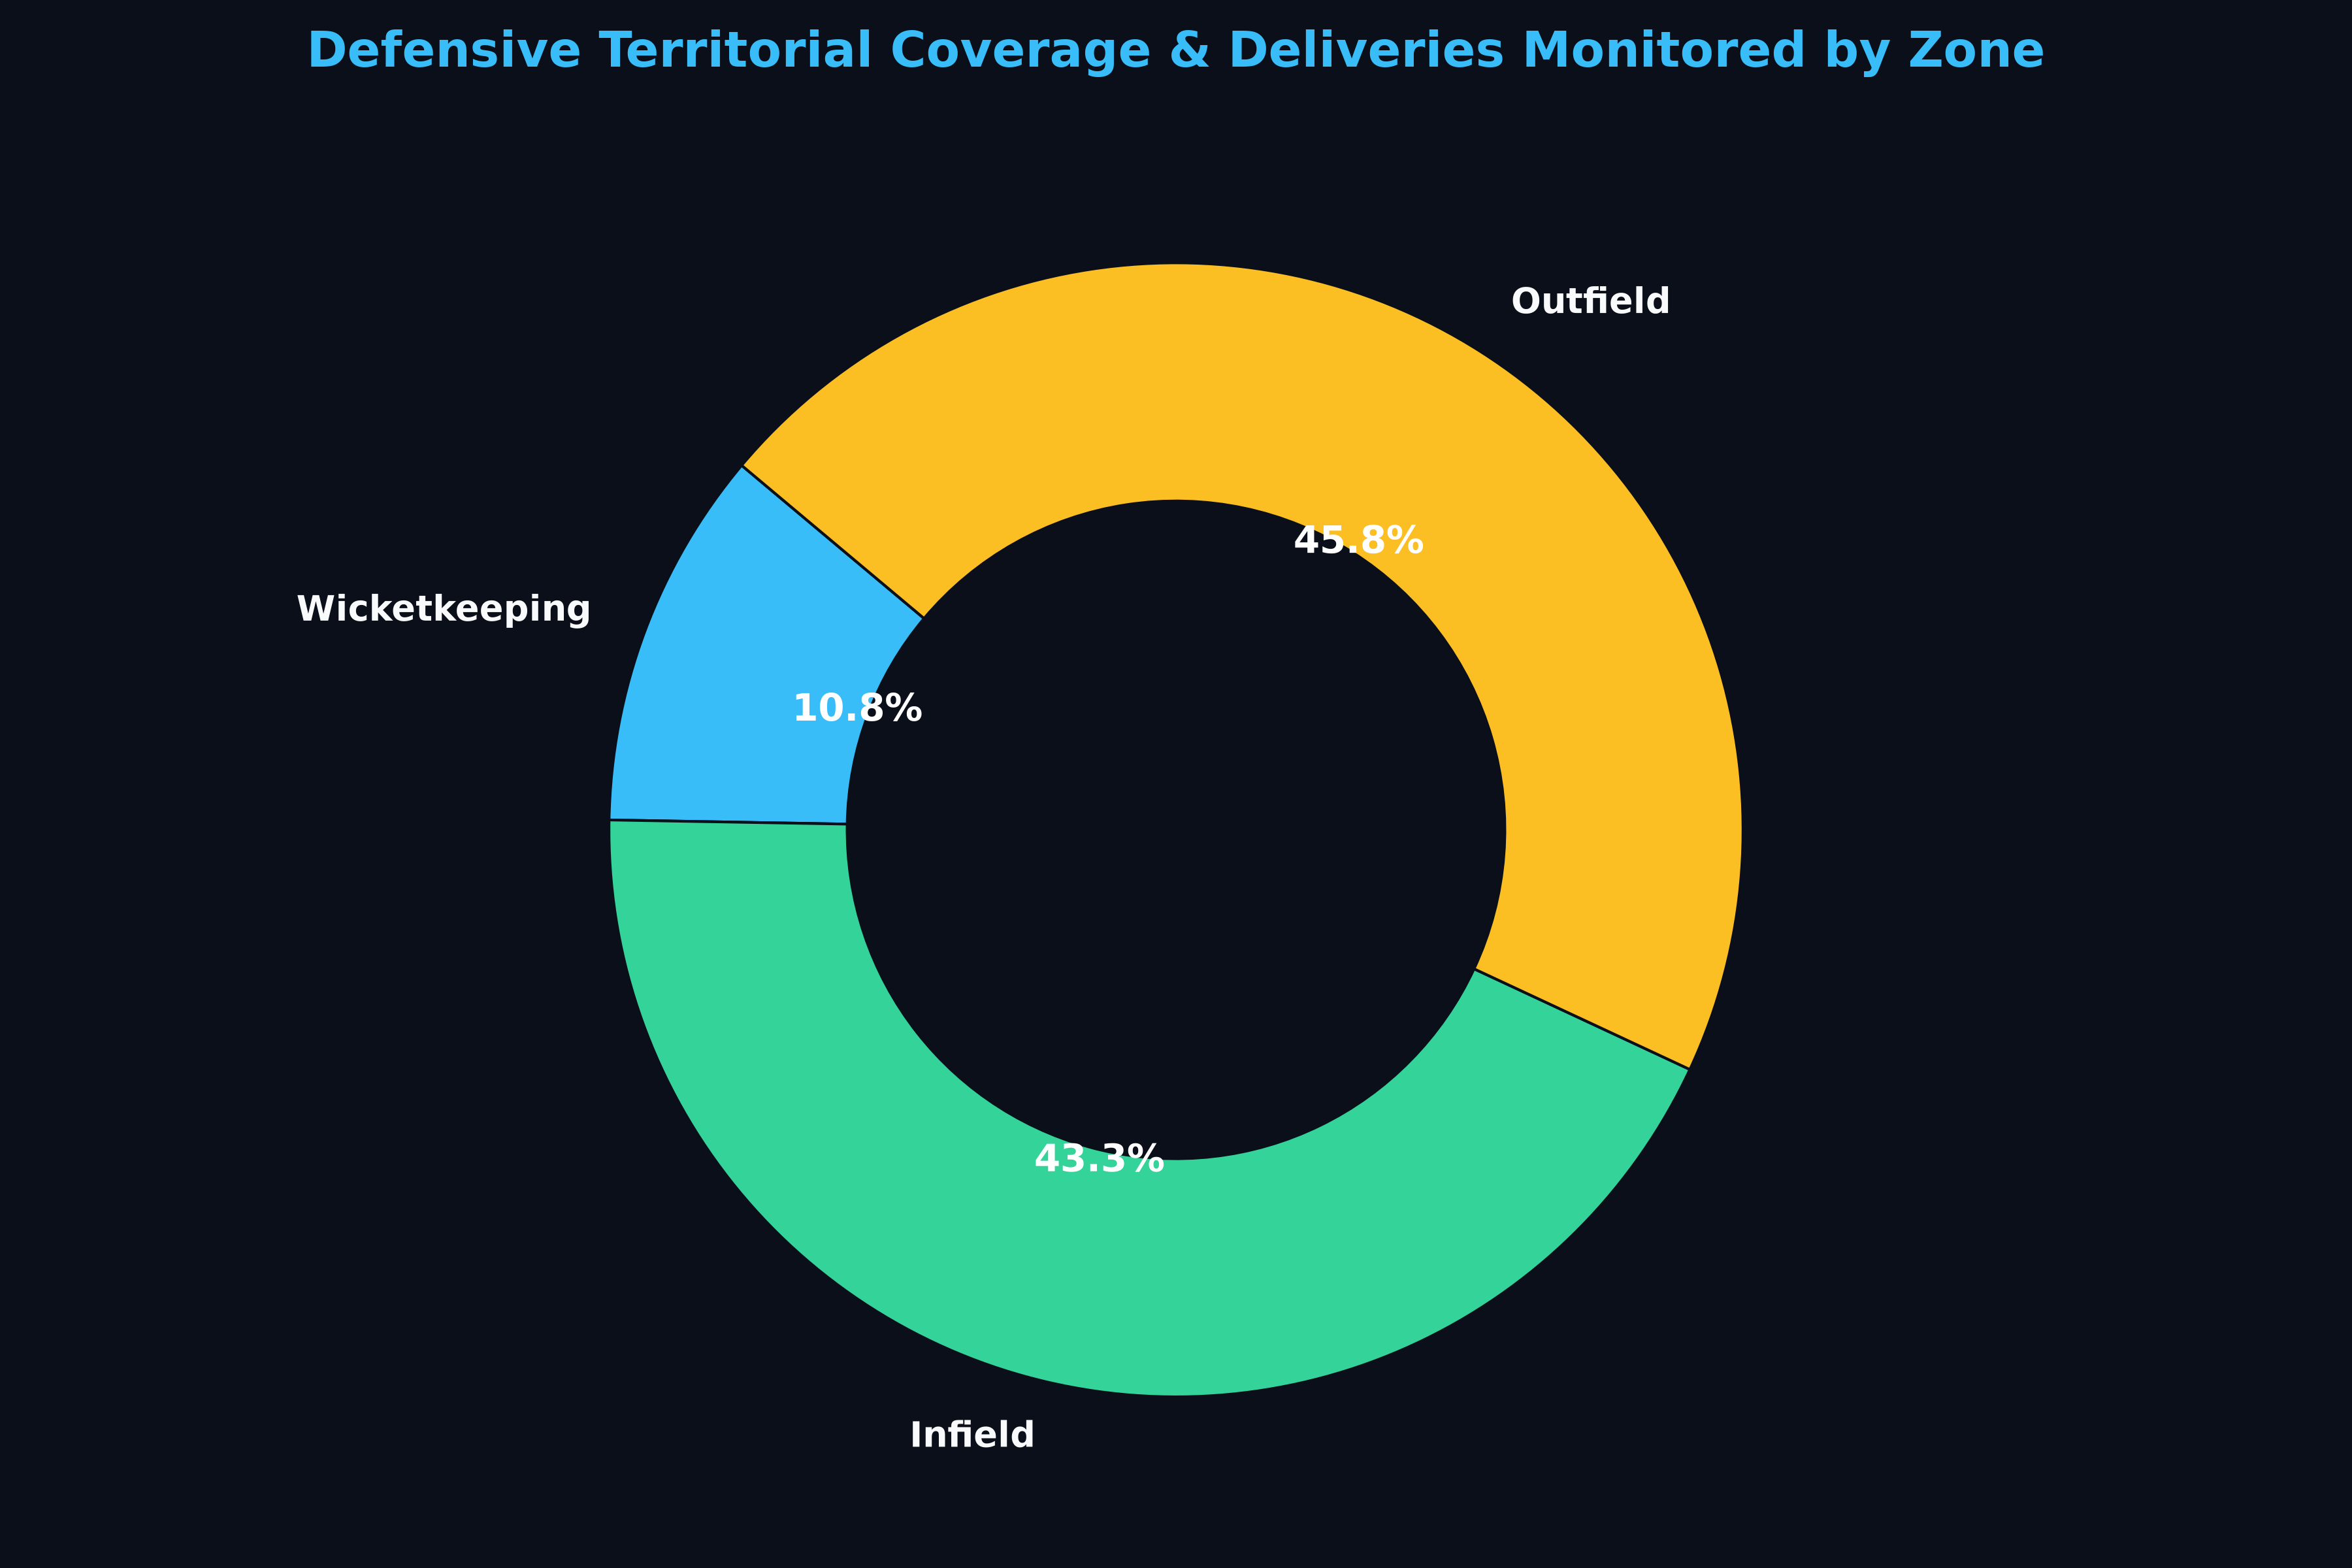 Defensive Territorial Coverage & Deliveries Monitored by Zone
Outfield
45.8%
Wicketkeeping
10.8%
43.3%
Infield